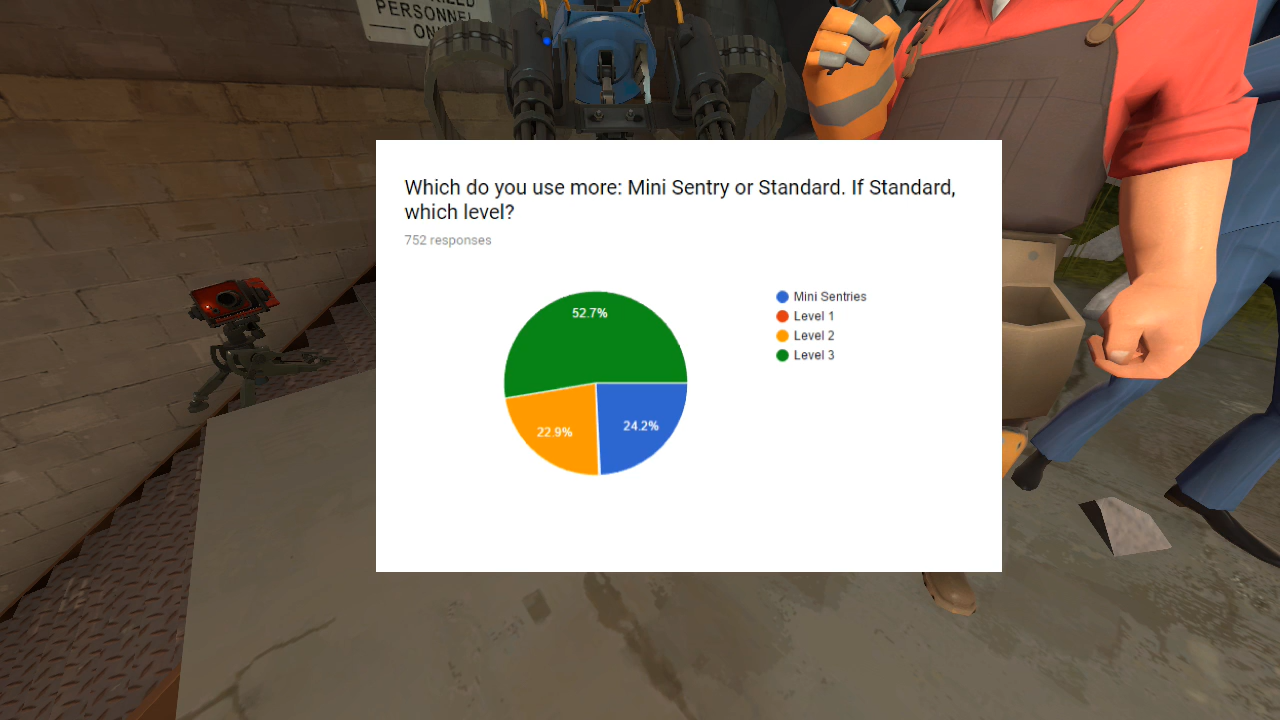 PERSONNEL
Which do you use more: Mini Sentry or Standard. If Standard,
which level?
752 responses
52.7%
22.9%
24.2%
Mini Sentries
Level 1
Level 2
Level 3